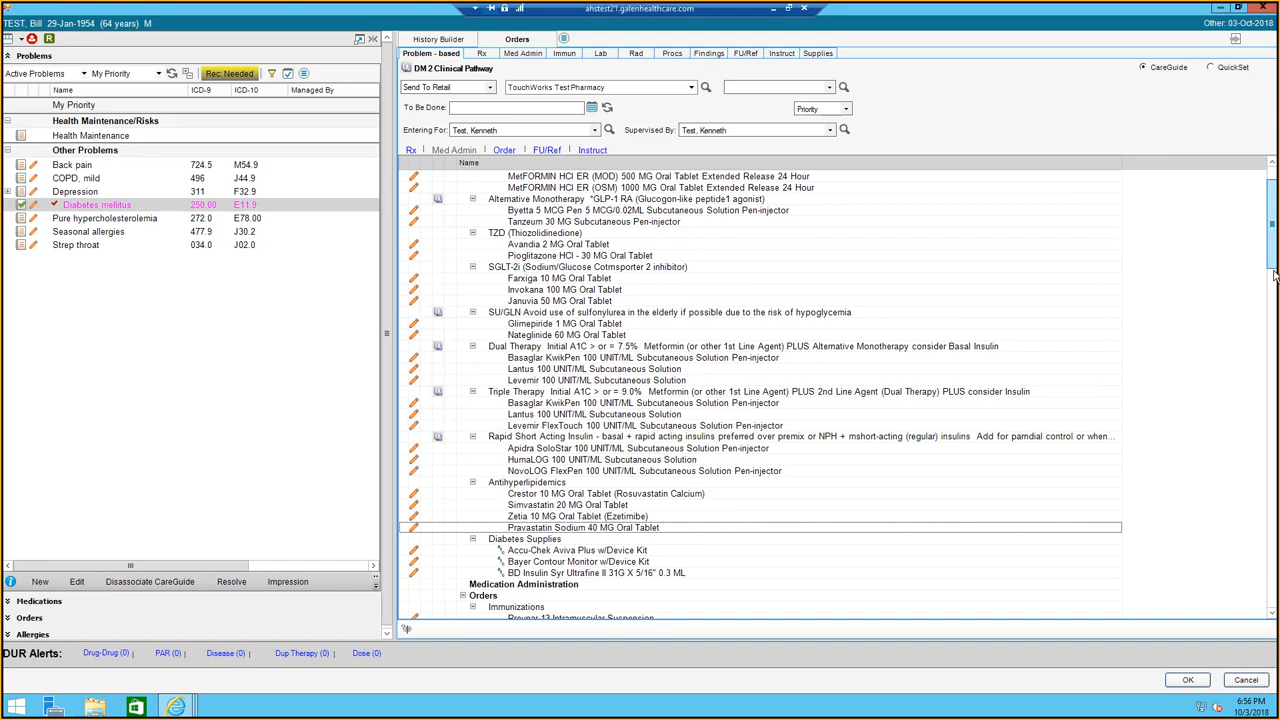 ahstest21.galenhealthcare.com
TEST, Bill 29-Jan-1954 (64 years) M
Other: 03-Oct-2018
Problems
Active Problems
My Priority
Rec: Needed
Name ICD-9 ICD-10 Managed By
My Priority
Health Maintenance/Risks
Health Maintenance
Other Problems
Back pain 724.5 M54.9
COPD, mild 496 J44.9
Depression 311 F32.9
Diabetes mellitus 250.00 E11.9
Pure hypercholesterolemia 272.0 E78.00
Seasonal allergies 477.9 J30.2
Strep throat 034.0 J02.0
New Edit Disassociate CareGuide Resolve Impression
Medications
Orders
Allergies
History Builder Orders
Problem - based Rx Med Admin Immun Lab Rad Procs Findings FU/Ref Instruct Supplies
DM 2 Clinical Pathway
CareGuide QuickSet
Send To Retail TouchWorks Test Pharmacy
To Be Done: Priority
Entering For: Test, Kenneth Supervised By: Test, Kenneth
Rx Med Admin Order FU/Ref Instruct
Name
MetFORMIN HCl ER (MOD) 500 MG Oral Tablet Extended Release 24 Hour
MetFORMIN HCl ER (OSM) 1000 MG Oral Tablet Extended Release 24 Hour
Alternative Monotherapy *GLP-1 RA (Glucogon-like peptide1 agonist)
Byetta 5 MCG Pen 5 MCG/0.02ML Subcutaneous Solution Pen-injector
Tanzeum 30 MG Subcutaneous Pen-injector
TZD (Thiozolidinedione)
Avandia 2 MG Oral Tablet
Pioglitazone HCl - 30 MG Oral Tablet
SGLT-2i (Sodium/Glucose Cotmsporter 2 inhibitor)
Farxiga 10 MG Oral Tablet
Invokana 100 MG Oral Tablet
Januvia 50 MG Oral Tablet
SU/GLN Avoid use of sulfonylurea in the elderly if possible due to the risk of hypoglycemia
Glimepiride 1 MG Oral Tablet
Nateglinide 60 MG Oral Tablet
Dual Therapy Initial A1C > or = 7.5% Metformin (or other 1st Line Agent) PLUS Alternative Monotherapy consider Basal Insulin
Basaglar KwikPen 100 UNIT/ML Subcutaneous Solution Pen-injector
Lantus 100 UNIT/ML Subcutaneous Solution
Levemir 100 UNIT/ML Subcutaneous Solution
Triple Therapy Initial A1C > or = 9.0% Metformin (or other 1st Line Agent) PLUS 2nd Line Agent (Dual Therapy) PLUS consider Insulin
Basaglar KwikPen 100 UNIT/ML Subcutaneous Solution Pen-injector
Lantus 100 UNIT/ML Subcutaneous Solution
Levemir FlexTouch 100 UNIT/ML Subcutaneous Solution
Rapid Short Acting Insulin - basal + rapid acting insulins preferred over premix or NPH + mshort-acting (regular) insulins Add for pamdial control or when...
Apidra SoloStar 100 UNIT/ML Subcutaneous Solution Pen-injector
HumaLOG 100 UNIT/ML Subcutaneous Solution
NovoLOG FlexPen 100 UNIT/ML Subcutaneous Solution Pen-injector
Antihyperlipidemics
Crestor 10 MG Oral Tablet (Rosuvastatin Calcium)
Simvastatin 20 MG Oral Tablet
Zetia 10 MG Oral Tablet (Ezetimibe)
Pravastatin Sodium 40 MG Oral Tablet
Diabetes Supplies
Accu-Chek Aviva Plus w/Device Kit
Bayer Contour Monitor w/Device Kit
BD Insulin Syr Ultrafine II 31G X 5/16" 0.3 ML
Medication Administration
Orders
Immunizations
Prevnar 13 Intramuscular Suspension
DUR Alerts: Drug-Drug (0) PAR (0) Disease (0) Dup Therapy (0) Dose (0)
OK Cancel
6:56 PM
10/3/2018